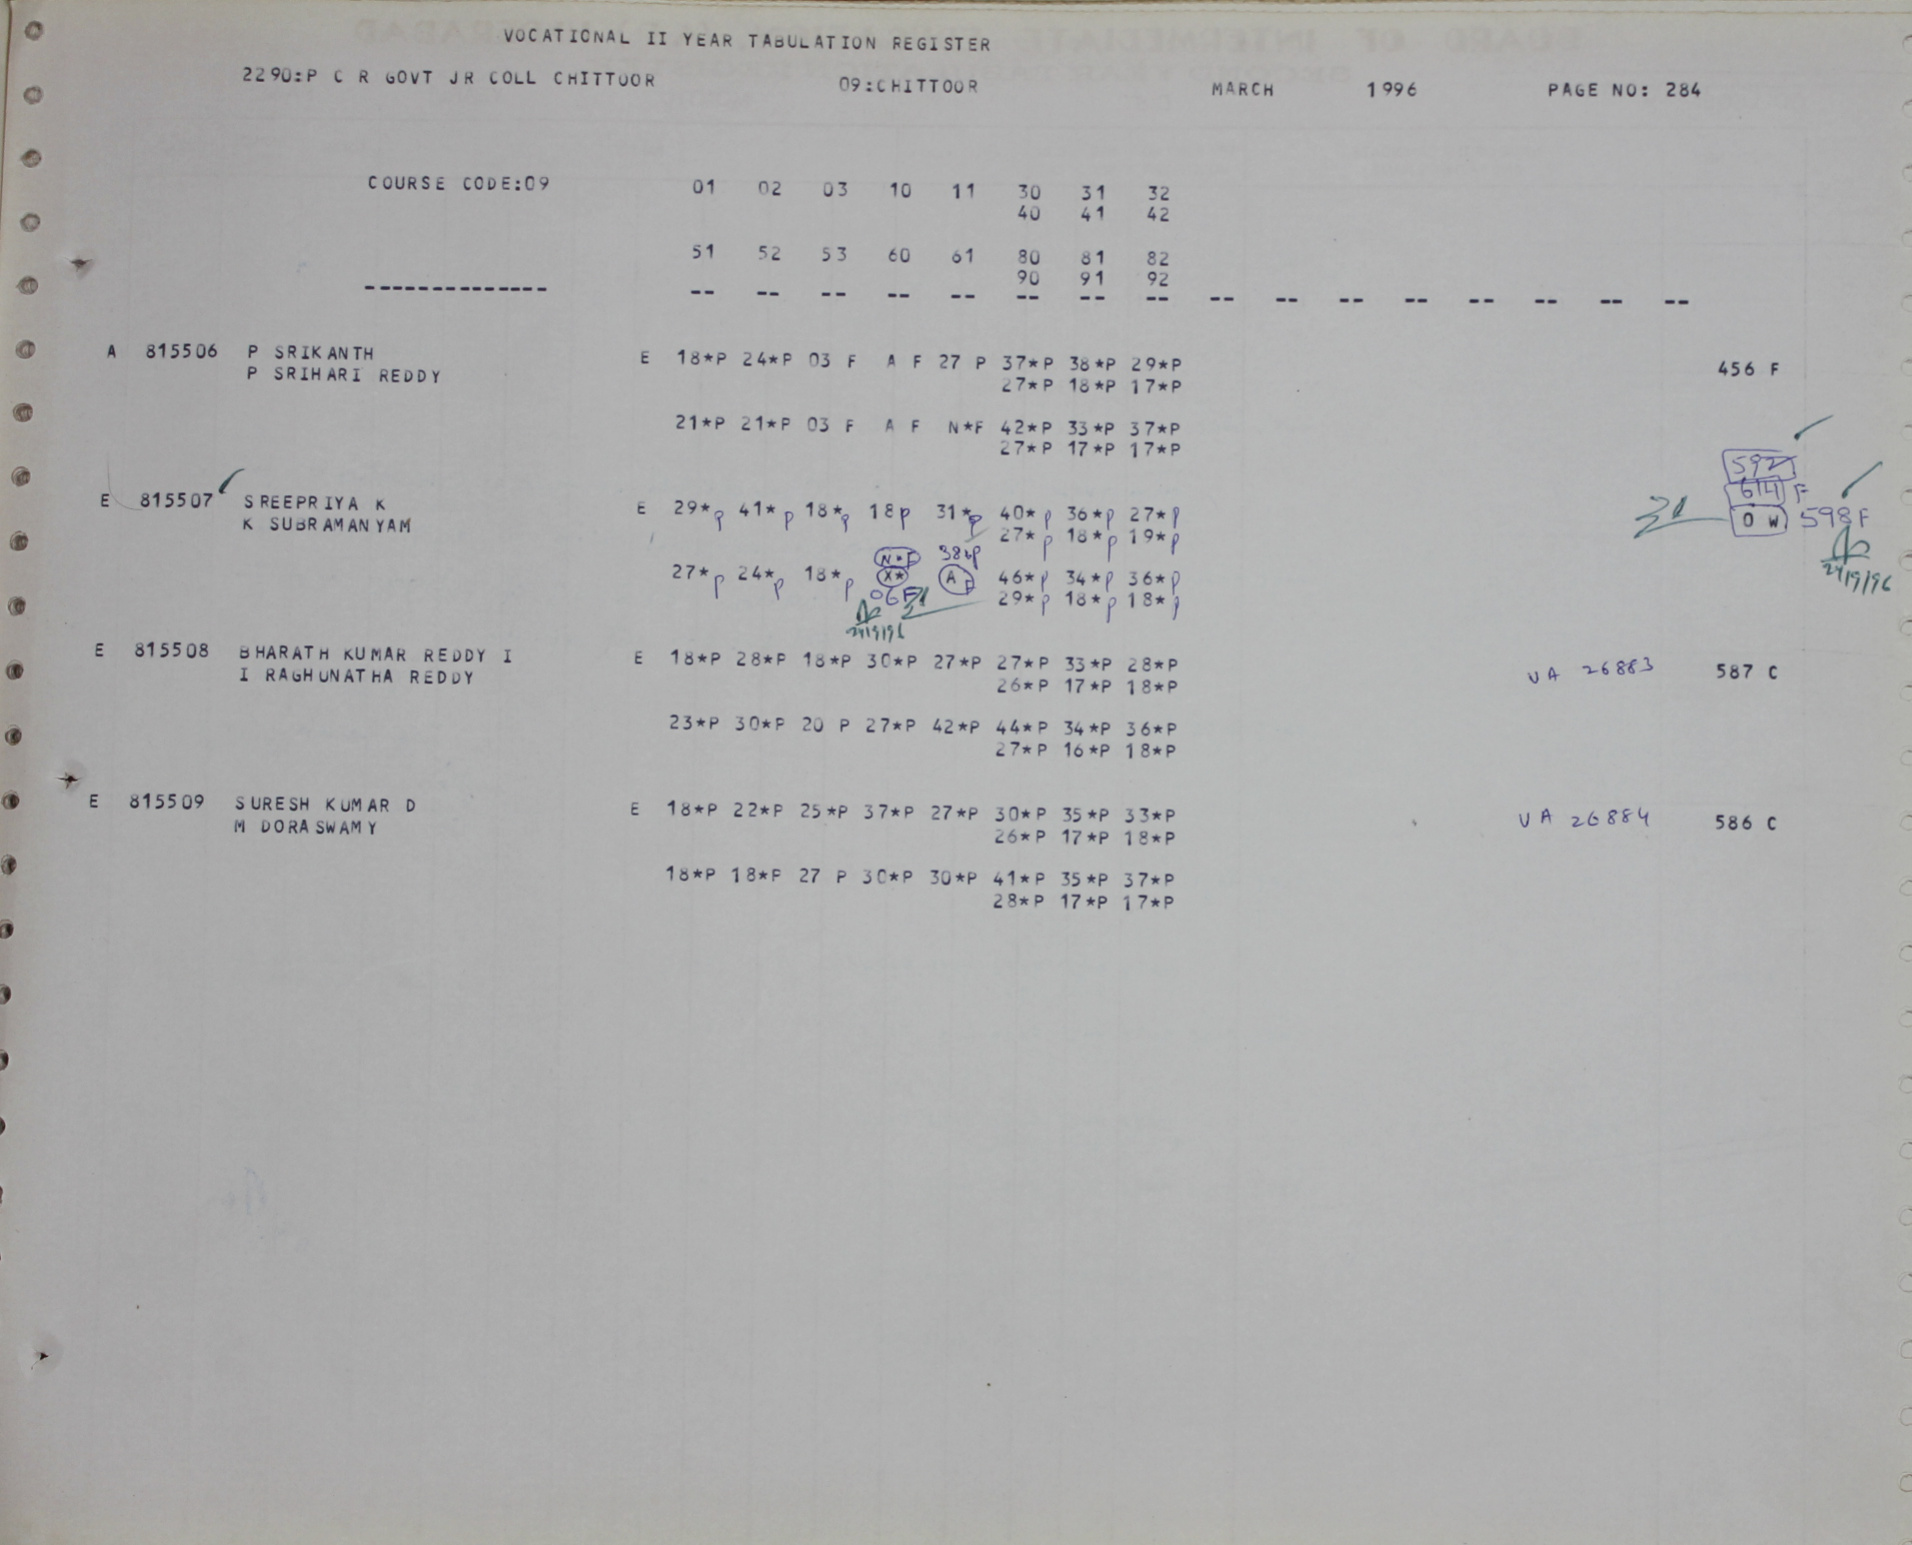 VOCATIONAL II YEAR TABULATION REGISTER
2290:P C R GOVT JR COLL CHITTOOR 09:CHITTOOR MARCH 1996 PAGE NO: 284
COURSE CODE:09 01 02 03 10 11 30 31 32
40 41 42
51 52 53 60 61 80 81 82
90 91 92
-------------- -- -- -- -- -- -- -- -- -- -- -- -- -- -- -- --
A 815506 P SRIKANTH E 18*P 24*P 03 F A F 27 P 37*P 38*P 29*P 456 F
P SRIHARI REDDY 27*P 18*P 17*P
21*P 21*P 03 F A F N*F 42*P 33*P 37*P
27*P 17*P 17*P
592
614 F
E 815507 SREEPRIYA K E 29*p 41*p 18*p 18p 31*p 40*p 36*p 27*p 0 W 598F
K SUBRAMANYAM 27*p 18*p 19*p
N*F 38*p
27*p 24*p 18*p X* A F 46*p 34*p 36*p 24/9/96
06F 29*p 18*p 18*p
24/9/96
E 815508 BHARATH KUMAR REDDY I E 18*P 28*P 18*P 30*P 27*P 27*P 33*P 28*P VA 26883 587 C
I RAGHUNATHA REDDY 26*P 17*P 18*P
23*P 30*P 20 P 27*P 42*P 44*P 34*P 36*P
27*P 16*P 18*P
E 815509 SURESH KUMAR D E 18*P 22*P 25*P 37*P 27*P 30*P 35*P 33*P VA 26884 586 C
M DORASWAMY 26*P 17*P 18*P
18*P 18*P 27 P 30*P 30*P 41*P 35*P 37*P
28*P 17*P 17*P